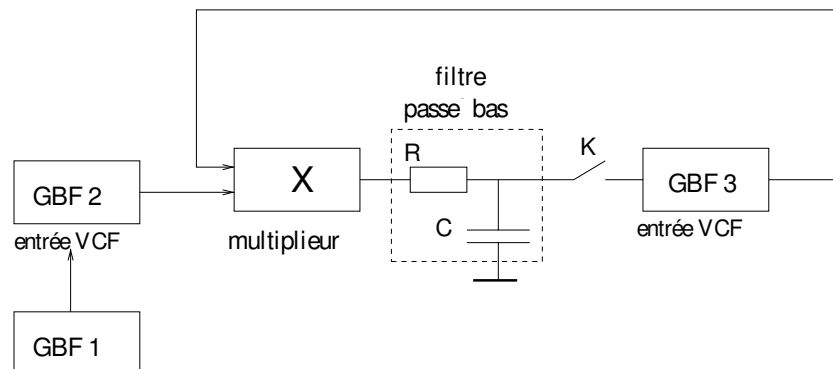 filtre
passe` bas
R
K
X
GBF 2
GBF 3
entrée VCF
multiplieur
C
entrée VCF
GBF 1